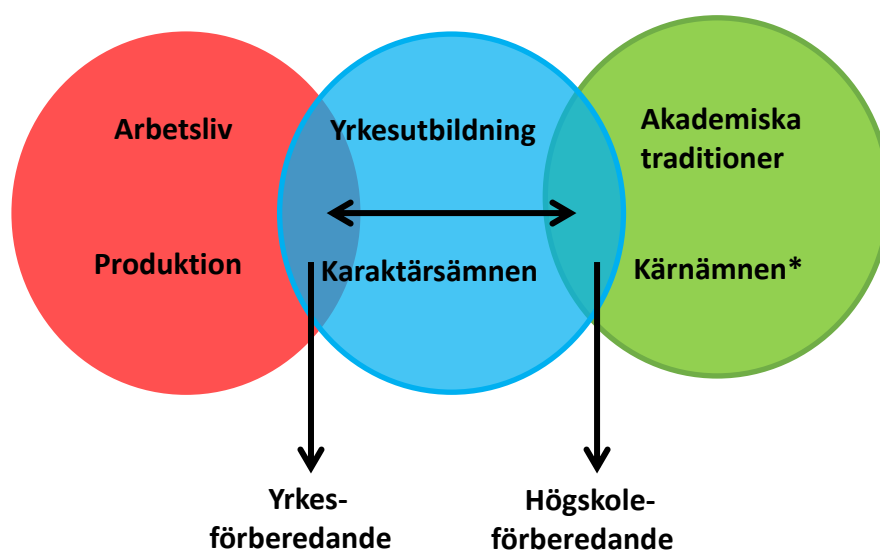 Arbetsliv
Produktion
Yrkesutbildning
Karaktärsämnen
Akademiska
traditioner
Kärnämnen*
Yrkes-
förberedande
Högskole-
förberedande